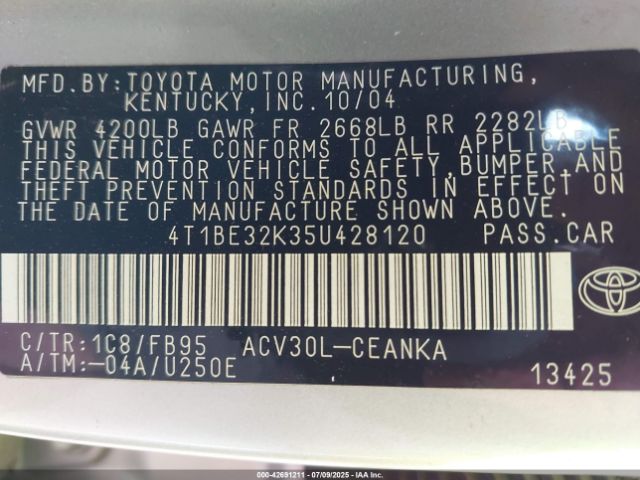 MFD. BY: TOYOTA MOTOR MANUFACTURING,
KENTUCKY, INC. 10/04
GVWR 4200LB GAWR FR 2668LB RR 2282LB
THIS VEHICLE CONFORMS TO ALL APPLICABLE
FEDERAL MOTOR VEHICLE SAFETY, BUMPER, AND
THEFT PREVENTION STANDARDS IN EFFECT ON
THE DATE OF MANUFACTURE SHOWN ABOVE.
4T1BE32K35U428120 PASS.CAR
C/TR:1C8/FB95 ACV30L-CEANKA
A/TM:-04A/U250E
13425
000-42691211 - 07/09/2025 - IAAI Corp.